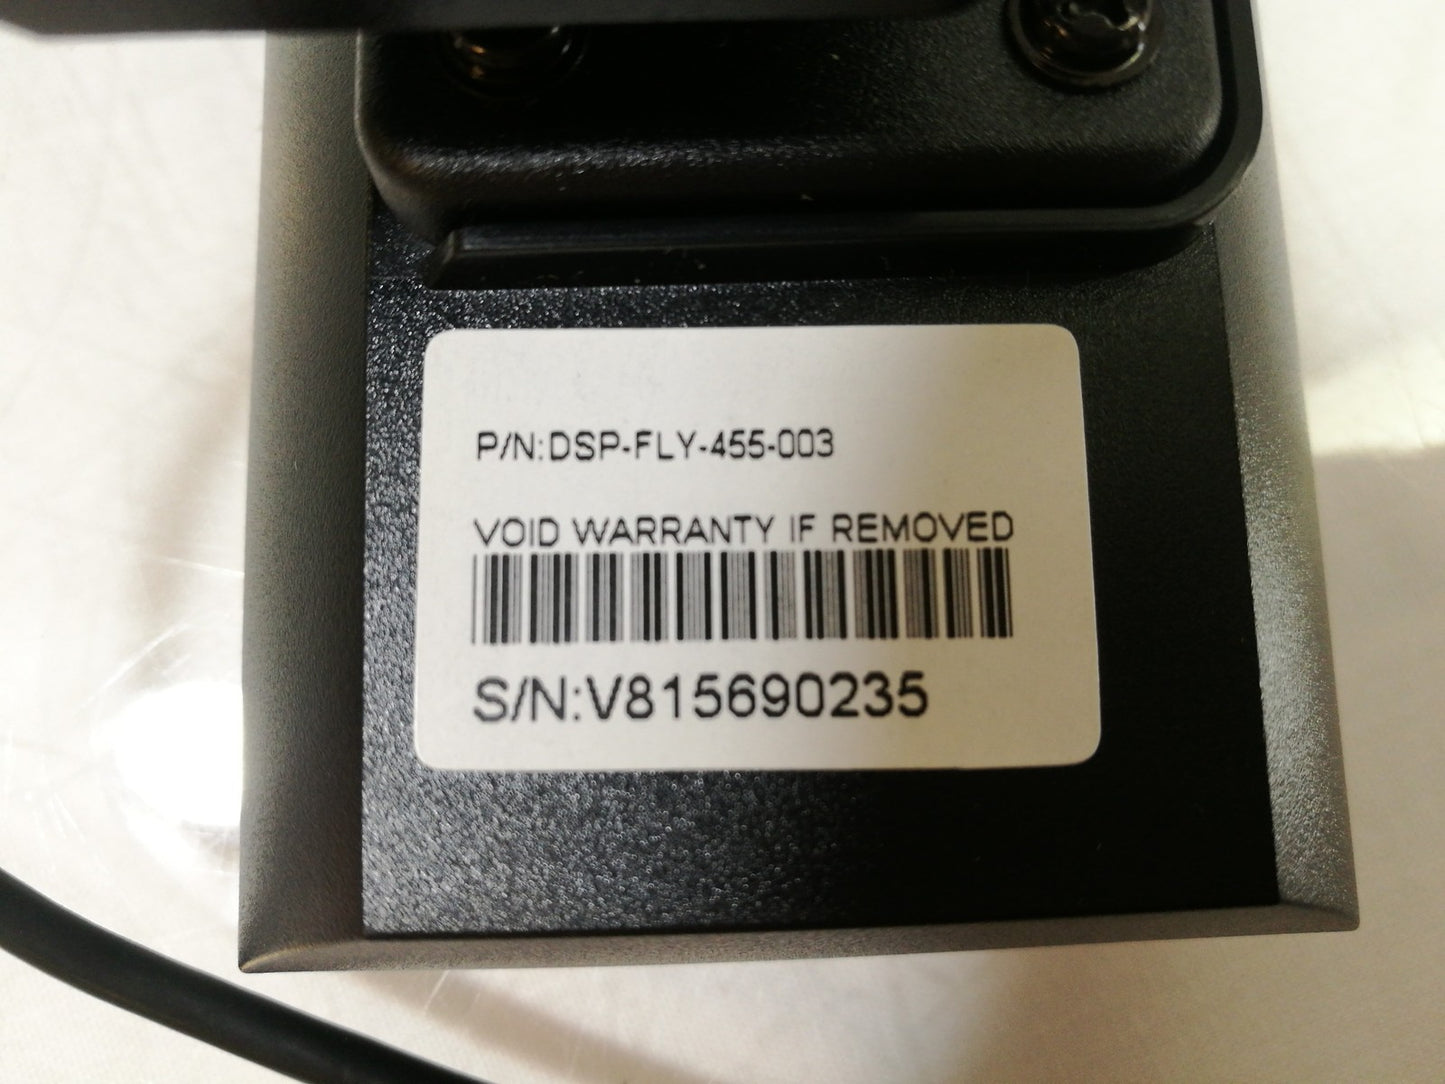 P/N:DSP-FLY-455-003
VOID WARRANTY IF REMOVED
S/N:V815690235